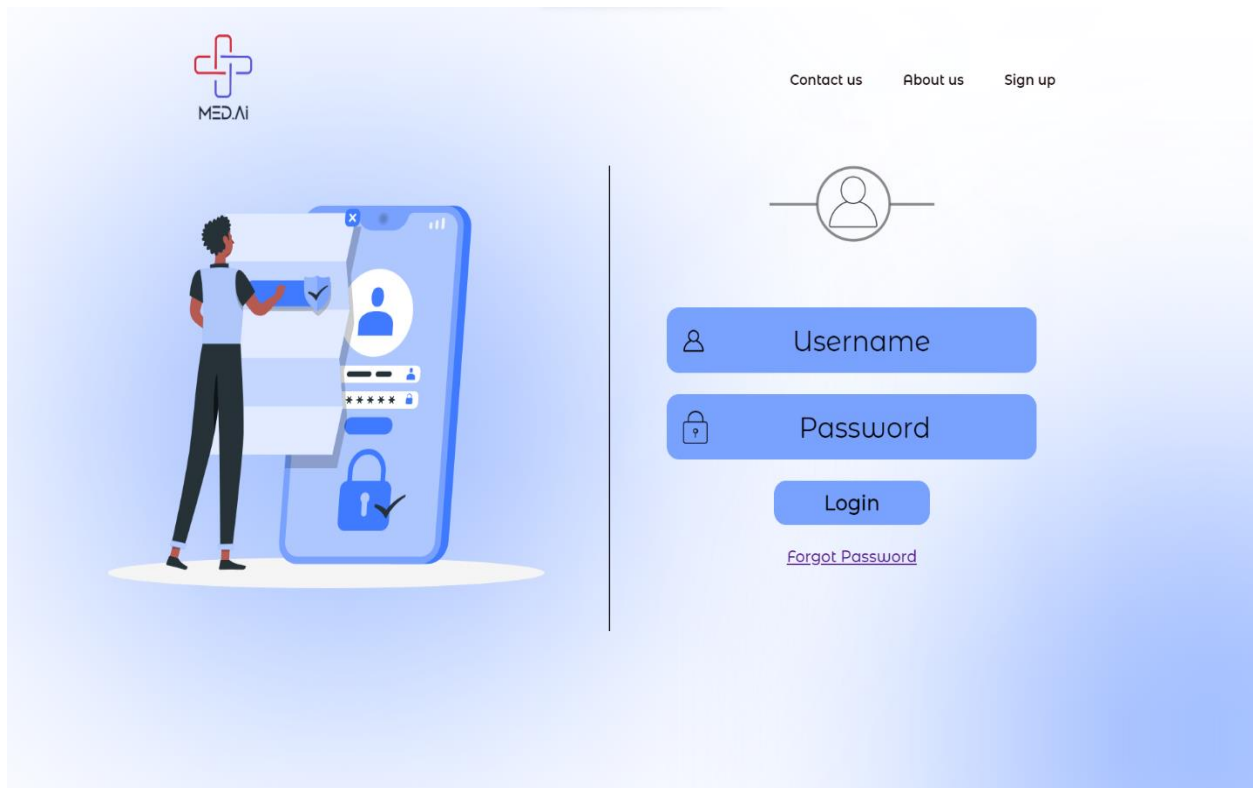 MED.Ai
Contact us About us Sign up
x
*****
Username
Password
Login
Forgot Password